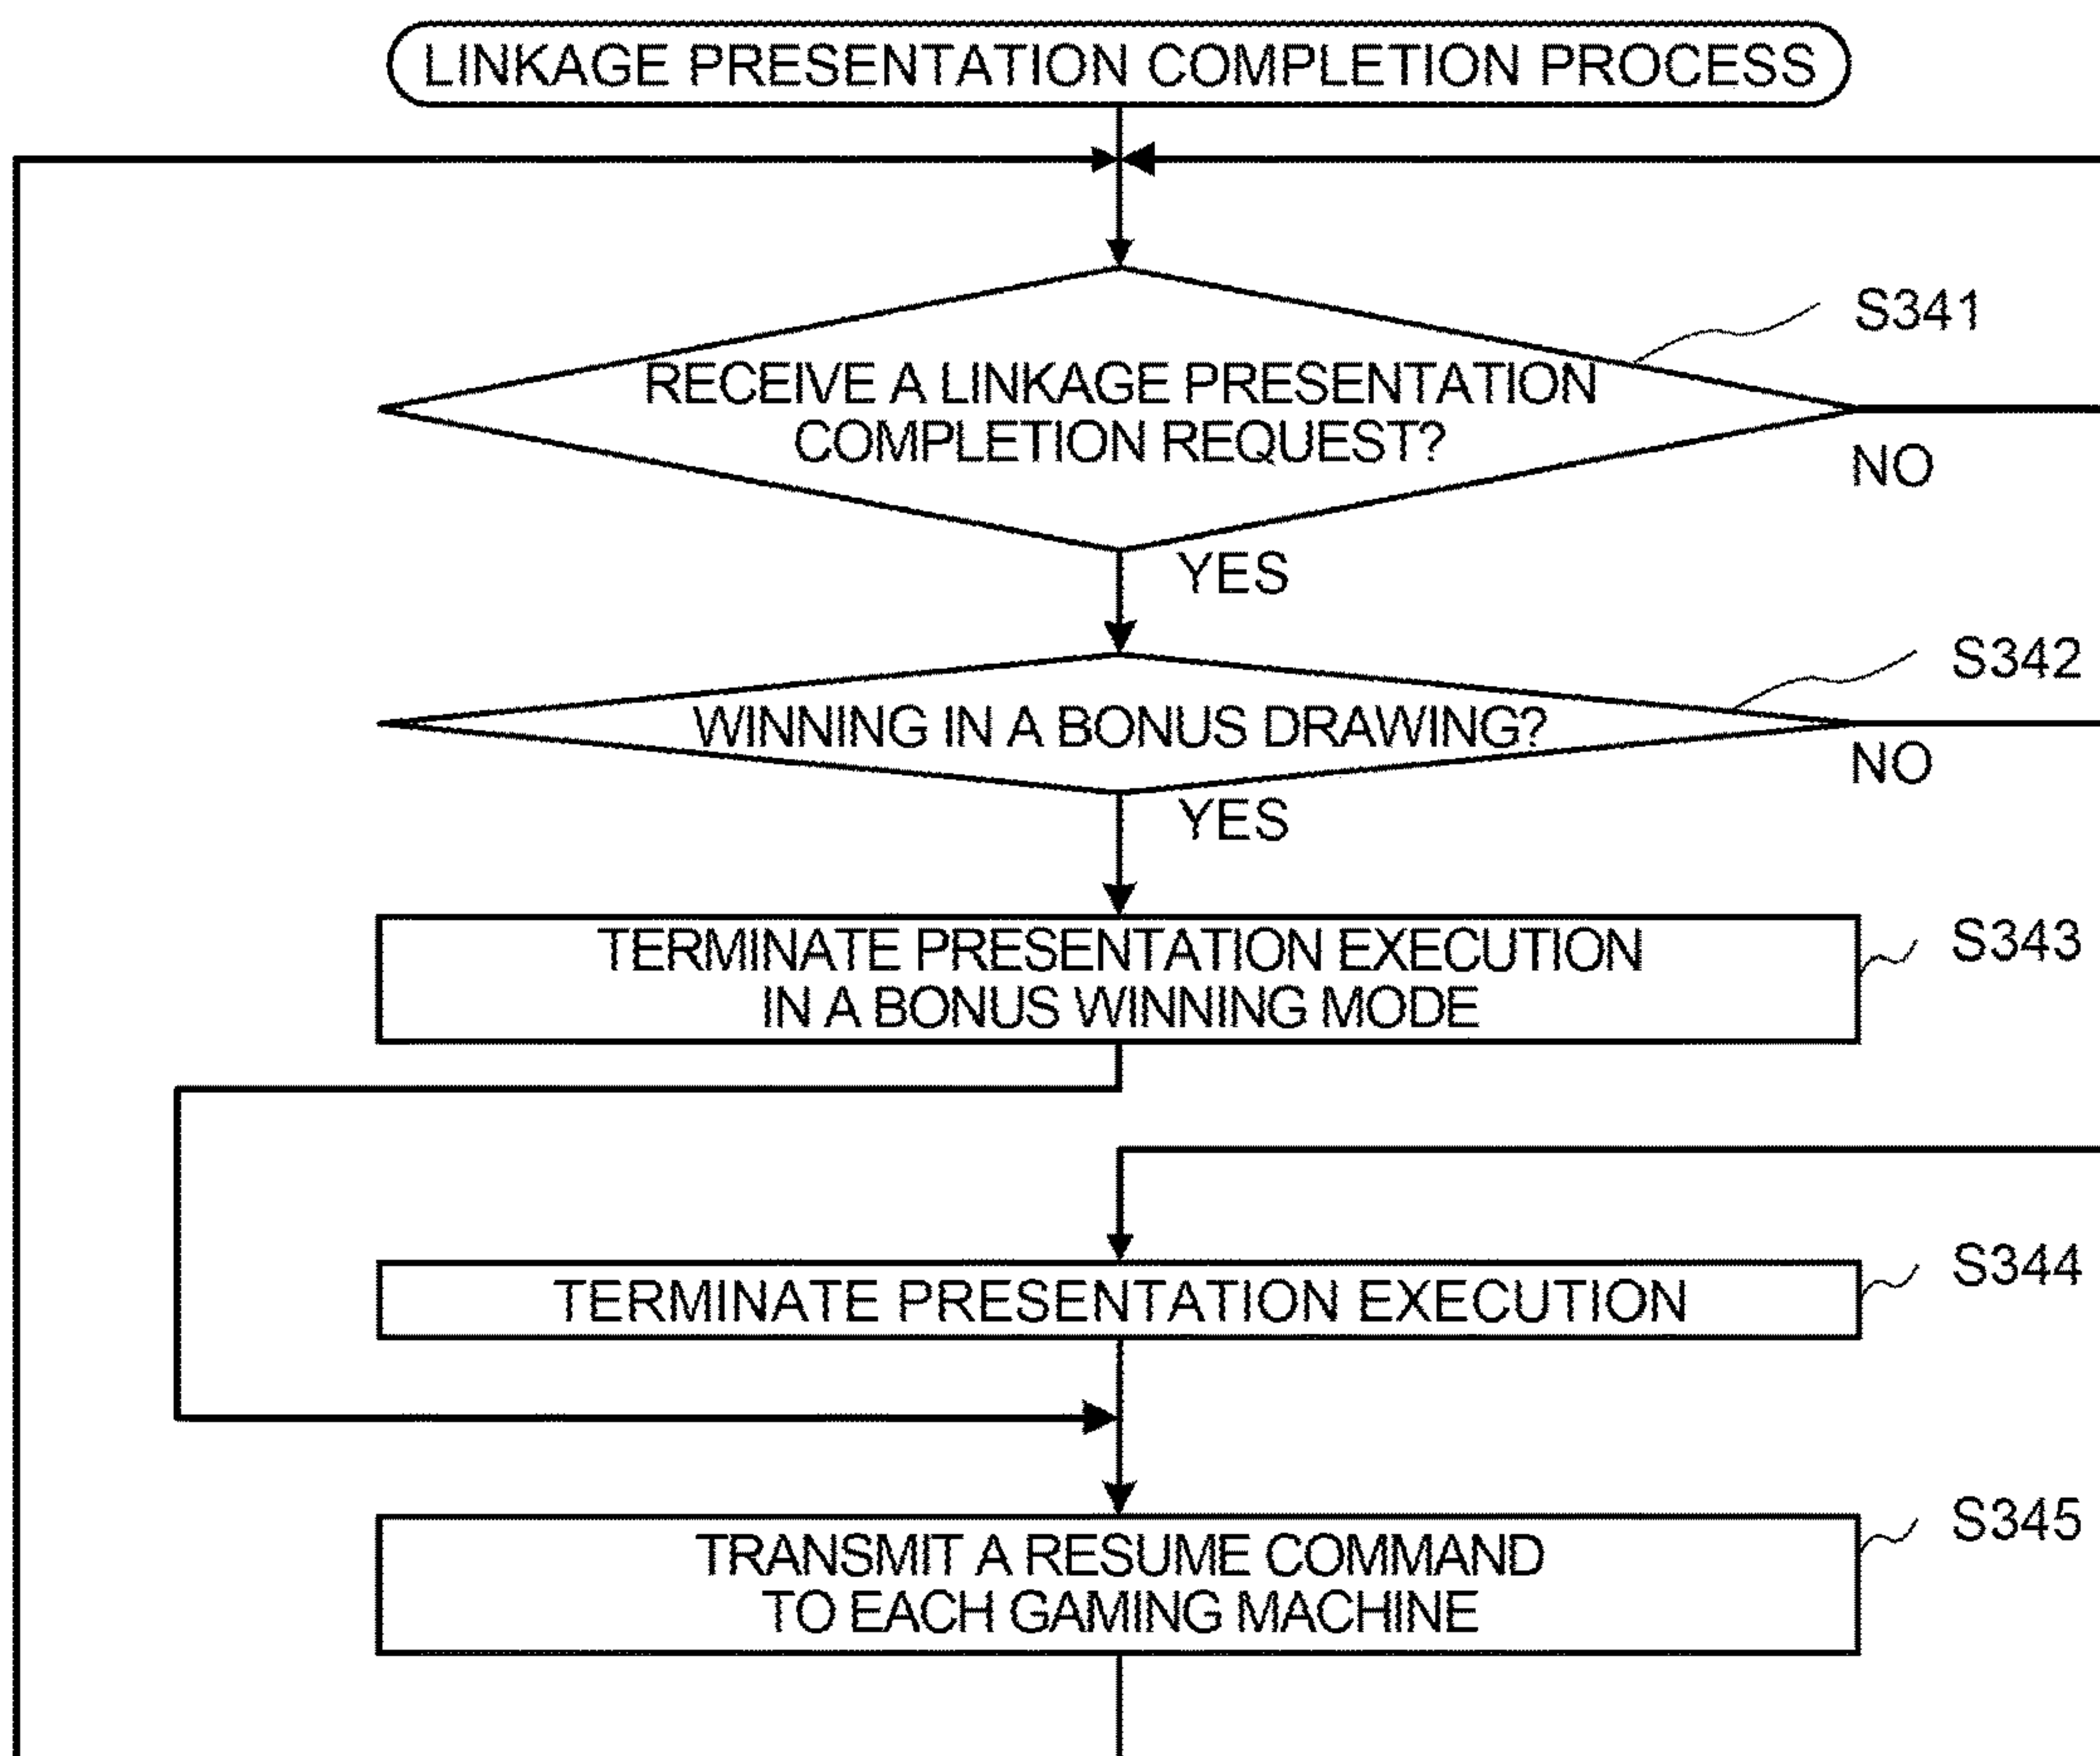 LINKAGE PRESENTATION COMPLETION PROCESS
S341
RECEIVE A LINKAGE PRESENTATION
COMPLETION REQUEST?
NO
YES
S342
WINNING IN A BONUS DRAWING?
NO
YES
S343
TERMINATE PRESENTATION EXECUTION
IN A BONUS WINNING MODE
S344
TERMINATE PRESENTATION EXECUTION
S345
TRANSMIT A RESUME COMMAND
TO EACH GAMING MACHINE